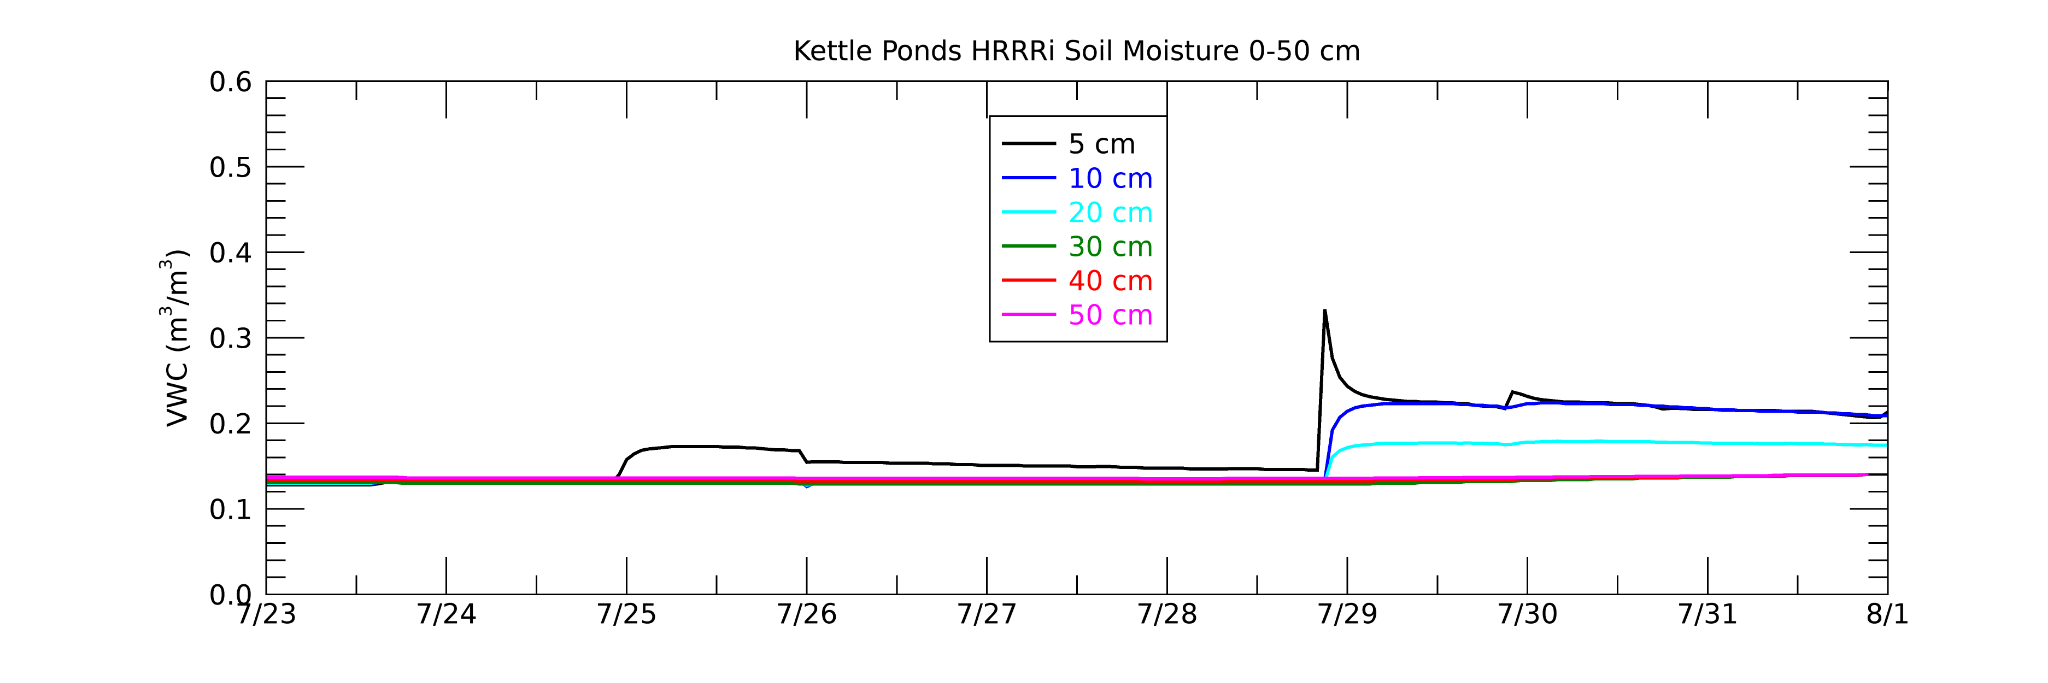 Kettle Ponds HRRRi Soil Moisture 0-50 cm
VWC (m³/m³)
0.6
0.5
0.4
0.3
0.2
0.1
0.0
5 cm
10 cm
20 cm
30 cm
40 cm
50 cm
7/23 7/24 7/25 7/26 7/27 7/28 7/29 7/30 7/31 8/1